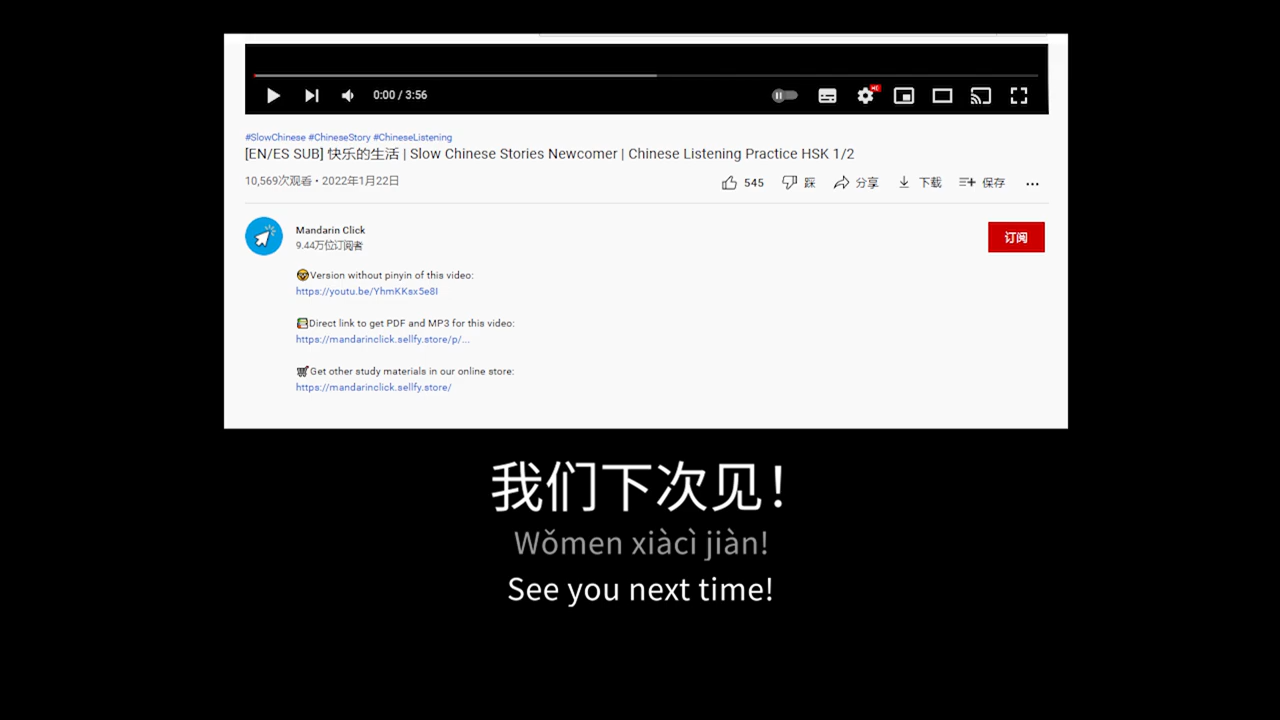 0:00 / 3:56
#SlowChinese #ChineseStory #ChineseListening
[EN/ES SUB] 快乐的生活 | Slow Chinese Stories Newcomer | Chinese Listening Practice HSK 1/2
10,569次观看 • 2022年1月22日
545 踩 分享 下载 保存 ...
Mandarin Click
9.44万位订阅者
订阅
Version without pinyin of this video:
https://youtu.be/YhmKKsx5e8I
Direct link to get PDF and MP3 for this video:
https://mandarinclick.sellfy.store/p/...
Get other study materials in our online store:
https://mandarinclick.sellfy.store/
我们下次见！
Wǒmen xiàcì jiàn!
See you next time!